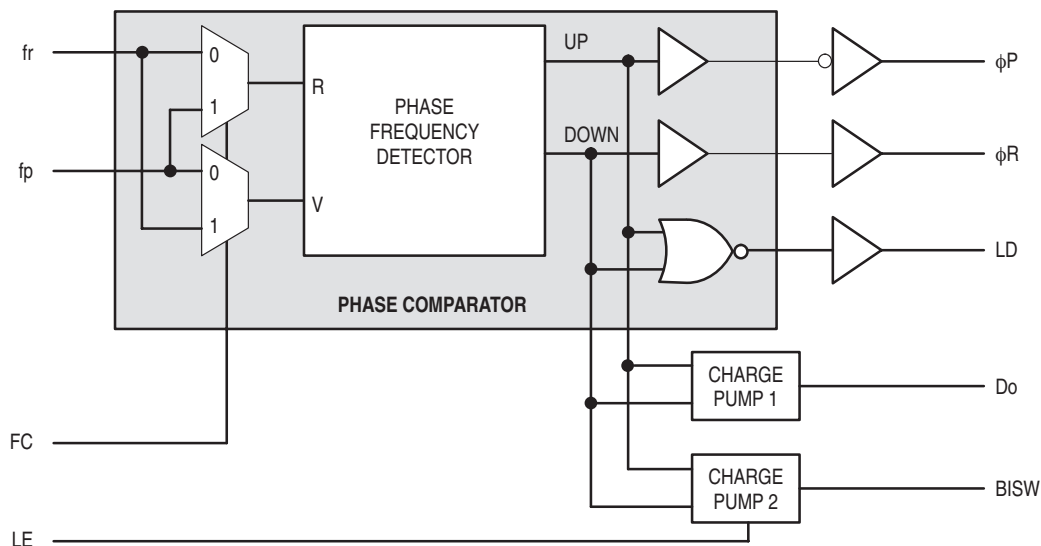 fr
0
1
R
PHASE
FREQUENCY
DETECTOR
UP
ϕP
fp
0
1
V
DOWN
ϕR
LD
PHASE COMPARATOR
CHARGE
PUMP 1
Do
FC
CHARGE
PUMP 2
BISW
LE